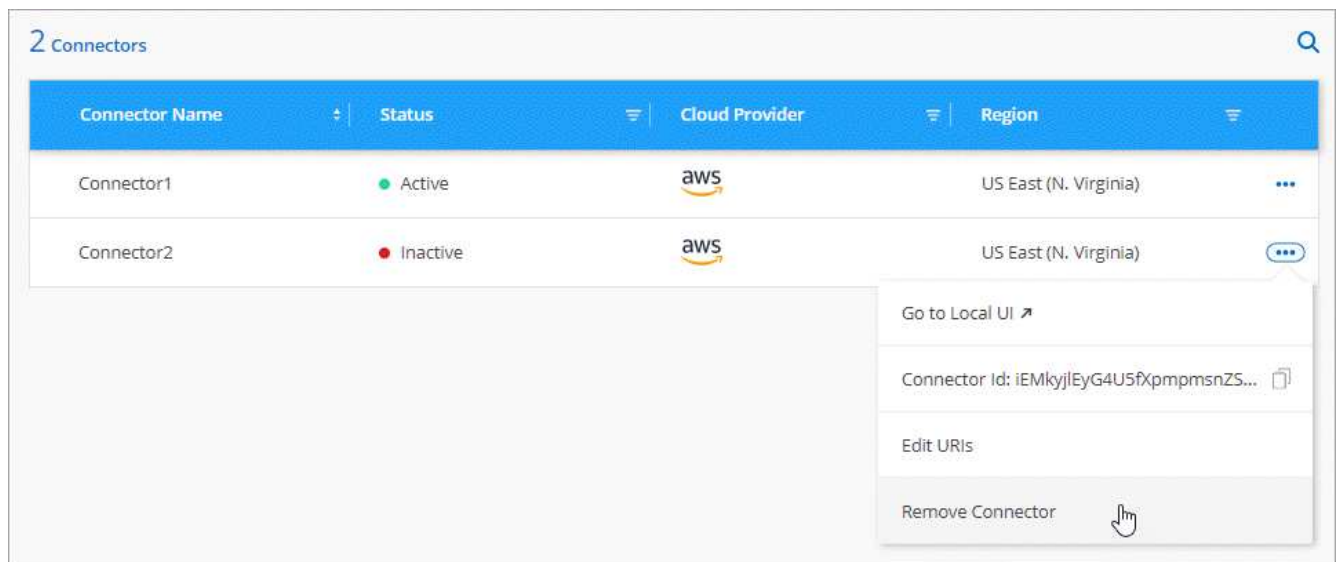 2 Connectors
Connector Name Status Cloud Provider Region
Connector1 Active aws US East (N. Virginia) •••
Connector2 Inactive aws US East (N. Virginia) •••
Go to Local UI ↗
Connector Id: iEMkyjlEyG4U5fXpmpmsnZS...
Edit URIs
Remove Connector